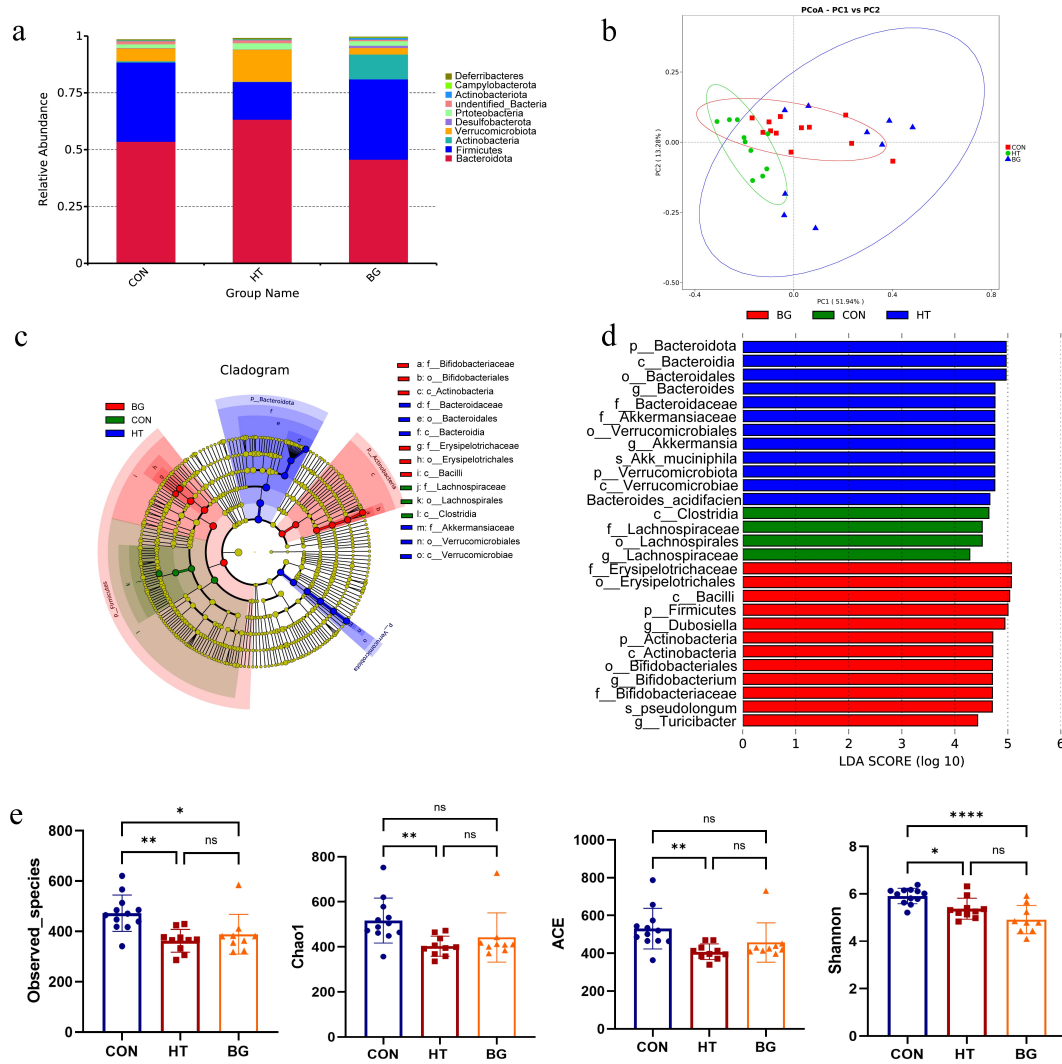 a
1
0.75
0.5
0.25
0
Relative Abundance
CON
HT
BG
Group Name
Deferribacteres
Campylobacterota
Actinobacteriota
unidentified_Bacteria
Proteobacteria
Desulfobacterota
Verrucomicrobiota
Actinobacteria
Firmicutes
Bacteroidota
b
PCoA - PC1 vs PC2
0.25
0.00
-0.25
-0.50
PC2 ( 13.28% )
-0.4
0.0
0.4
0.8
PC1 ( 51.94% )
CON
HT
BG
c
Cladogram
BG
CON
HT
p__Bacteroidota
p__Actinobacteria
p__Firmicutes
p__Verrucomicrobiota
a: f__Bifidobacteriaceae
b: o__Bifidobacteriales
c: c_Actinobacteria
d: f__Bacteroidaceae
e: o__Bacteroidales
f: c__Bacteroidia
g: f__Erysipelotrichaceae
h: o__Erysipelotrichales
i: c__Bacilli
j: f__Lachnospiraceae
k: o__Lachnospirales
l: c__Clostridia
m: f__Akkermansiaceae
n: o__Verrucomicrobiales
o: c__Verrucomicrobiae
d
BG
CON
HT
p__Bacteroidota
c__Bacteroidia
o__Bacteroidales
g__Bacteroides
f__Bacteroidaceae
f__Akkermansiaceae
o__Verrucomicrobiales
g__Akkermansia
s_Akk_muciniphila
p__Verrucomicrobiota
c__Verrucomicrobiae
Bacteroides_acidifacien
c__Clostridia
f__Lachnospiraceae
o__Lachnospirales
g__Lachnospiraceae
f__Erysipelotrichaceae
o__Erysipelotrichales
c__Bacilli
p__Firmicutes
g__Dubosiella
p__Actinobacteria
c__Actinobacteria
o__Bifidobacteriales
g__Bifidobacterium
f__Bifidobacteriaceae
s_pseudolongum
g__Turicibacter
0 1 2 3 4 5 6
LDA SCORE (log 10)
e
Observed_species
800
600
400
200
0
*
**
ns
CON HT BG
Chao1
800
600
400
200
0
ns
**
ns
CON HT BG
ACE
1000
800
600
400
200
0
ns
**
ns
CON HT BG
Shannon
8
6
4
2
0
****
*
ns
CON HT BG